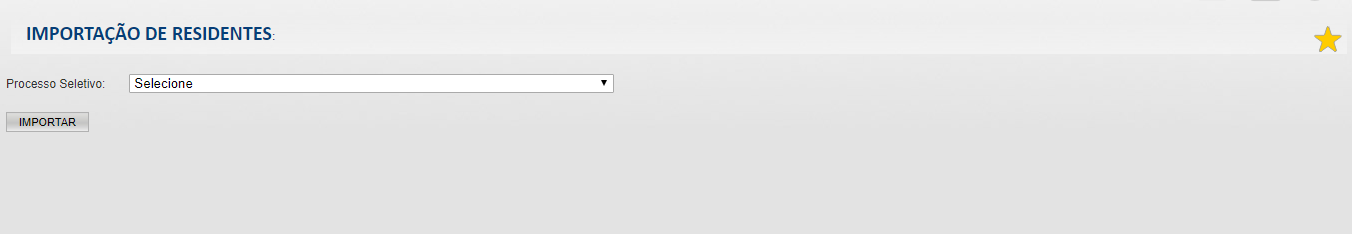 IMPORTAÇÃO DE RESIDENTES:
Processo Seletivo: Selecione
IMPORTAR